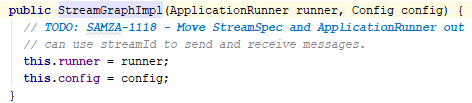 public StreamGraphImpl(ApplicationRunner runner, Config config) {
// TODO: SAMZA-1118 - Move StreamSpec and ApplicationRunner out
// can use streamId to send and receive messages.
this.runner = runner;
this.config = config;
}